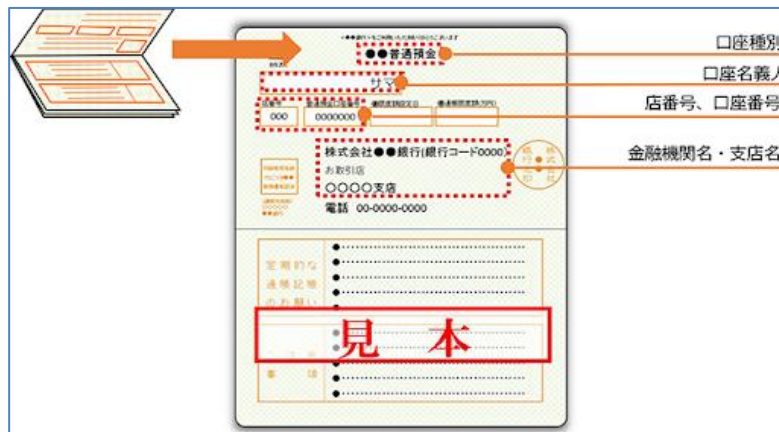 ●●普通預金
口座種別
サマ
口座名義人
店番号
普通預金口座番号
000
0000000
店番号、口座番号
株式会社●●銀行(銀行コード0000)
お取引店
○○○○支店
電話 00-0000-0000
金融機関名・支店名
定期的な
通帳記帳
のお願い
見 本
事 項